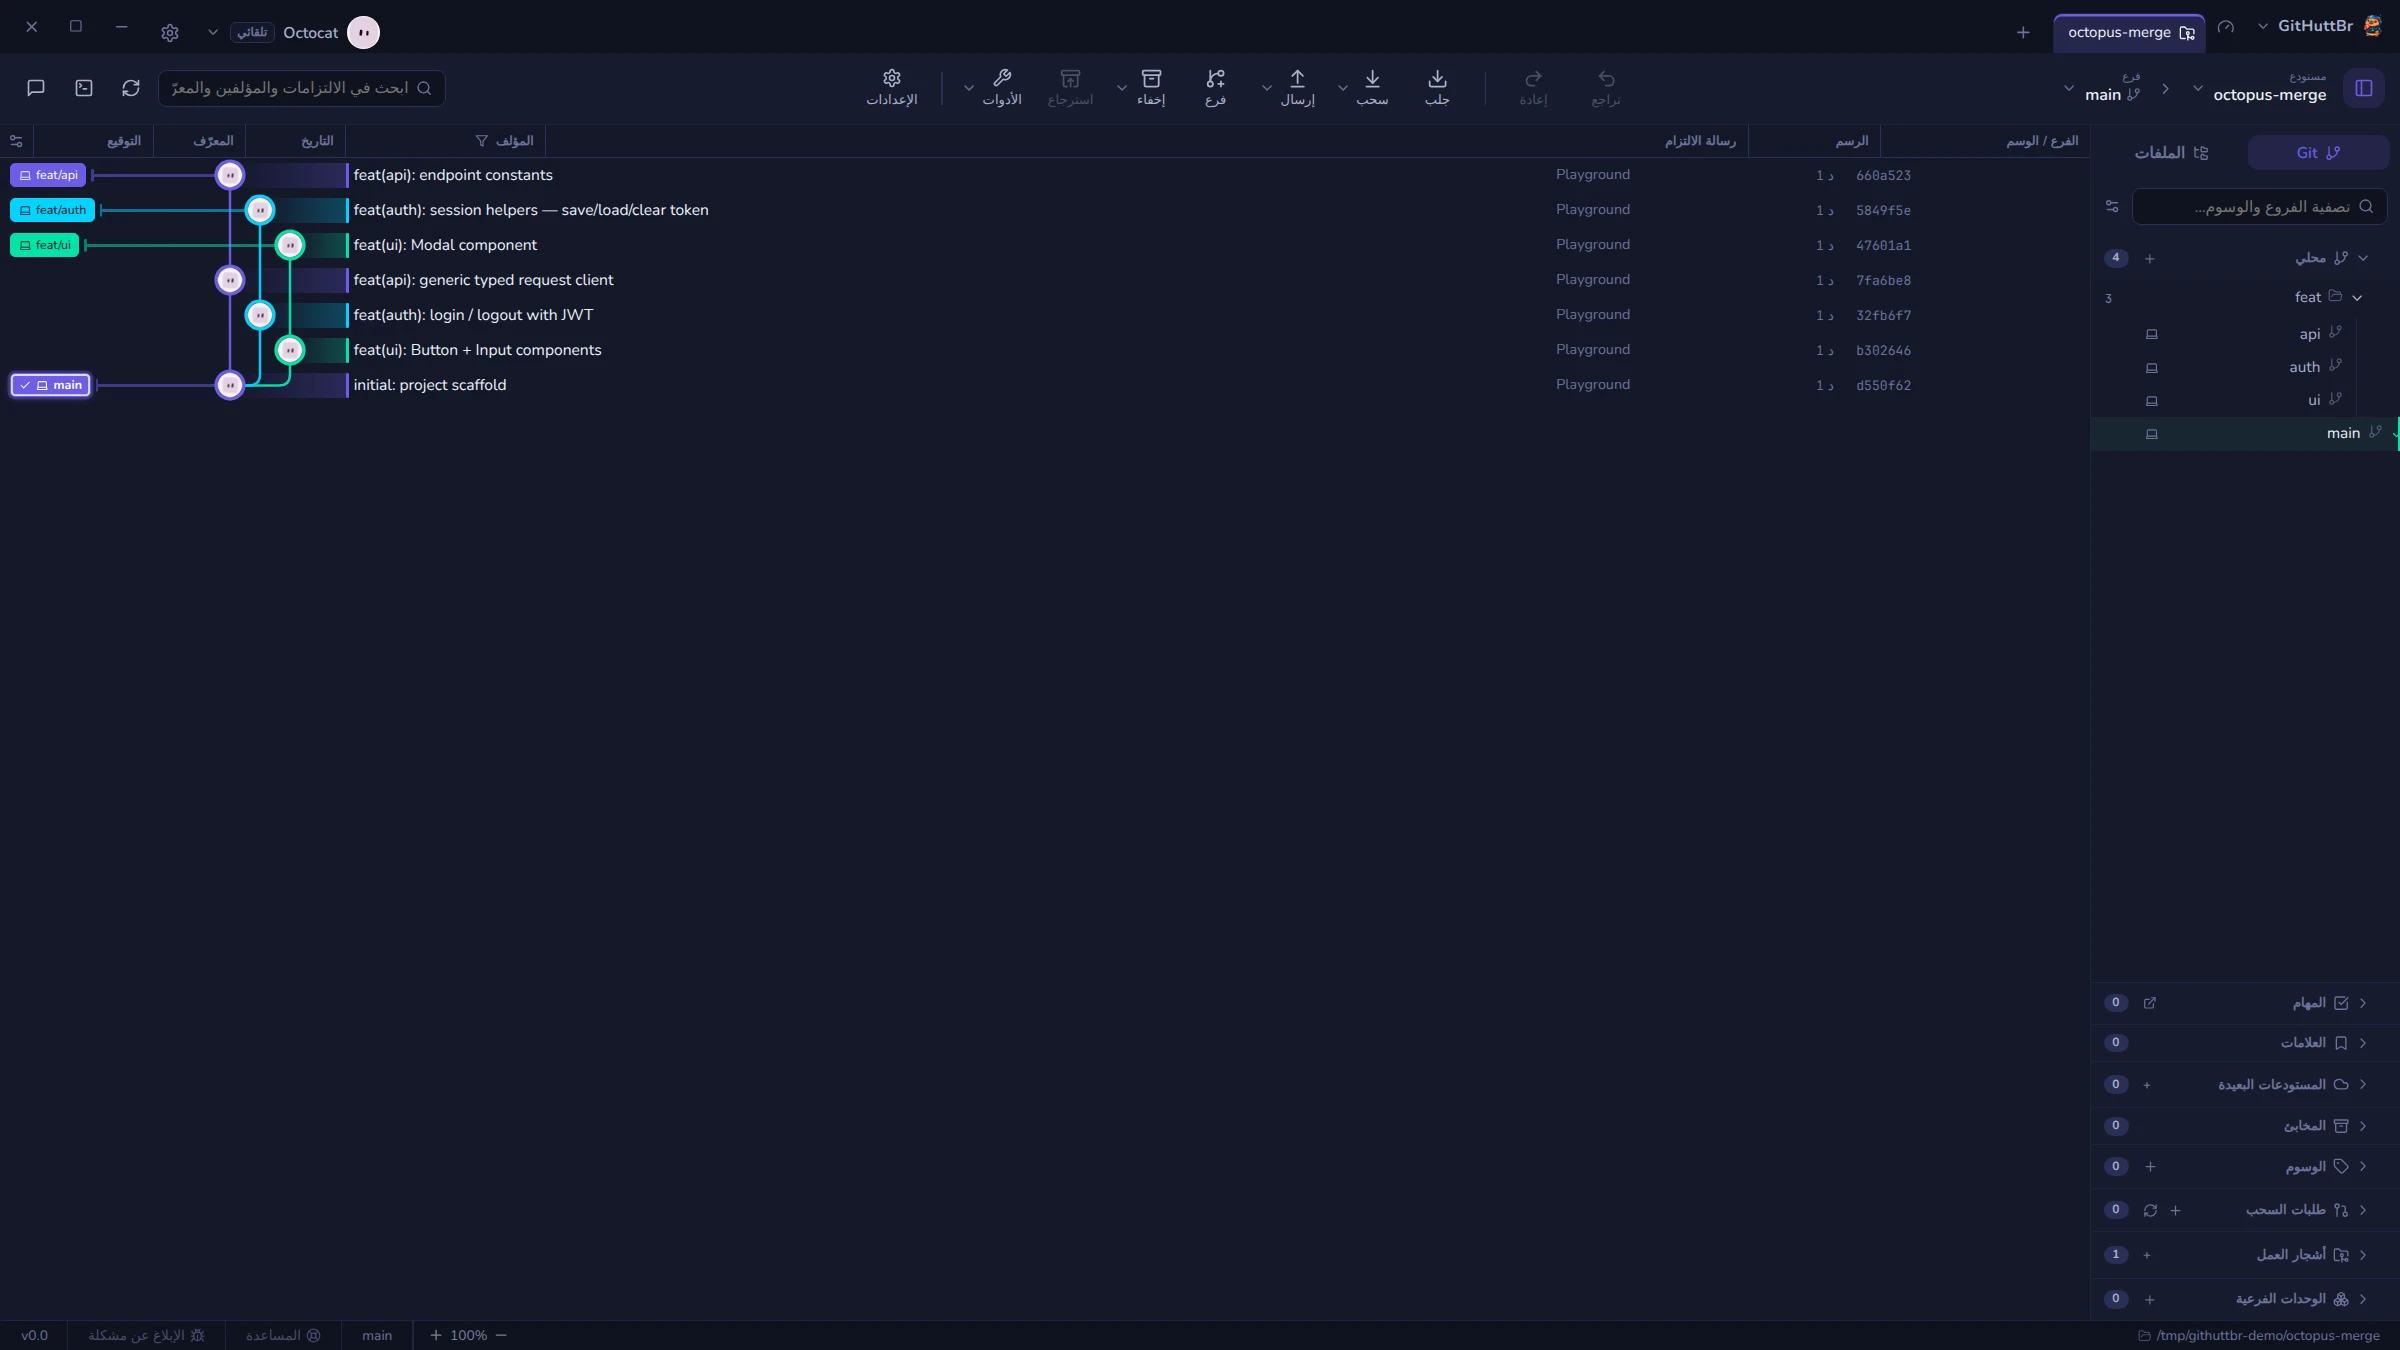 GitHuttBr
octopus-merge
Octocat
تلقائي
مستودع
octopus-merge
فرع
main
تراجع
إعادة
جلب
سحب
إرسال
فرع
إخفاء
استرجاع
الأدوات
الإعدادات
ابحث في الالتزامات والمؤلفين والمعرّ
الفرع / الوسم
الرسم
رسالة الالتزام
المؤلف
التاريخ
المعرّف
التوقيع
feat/api
feat(api): endpoint constants
Playground
1 د
660a523
feat/auth
feat(auth): session helpers — save/load/clear token
Playground
1 د
5849f5e
feat/ui
feat(ui): Modal component
Playground
1 د
47601a1
feat(api): generic typed request client
Playground
1 د
7fa6be8
feat(auth): login / logout with JWT
Playground
1 د
32fb6f7
feat(ui): Button + Input components
Playground
1 د
b302646
main
initial: project scaffold
Playground
1 د
d550f62
Git
الملفات
تصفية الفروع والوسوم...
محلي
4
feat
3
api
auth
ui
main
المهام
0
العلامات
0
المستودعات البعيدة
0
المخابئ
0
الوسوم
0
طلبات السحب
0
أشجار العمل
1
الوحدات الفرعية
0
/tmp/githuttbr-demo/octopus-merge
100%
main
المساعدة
الإبلاغ عن مشكلة
v0.0